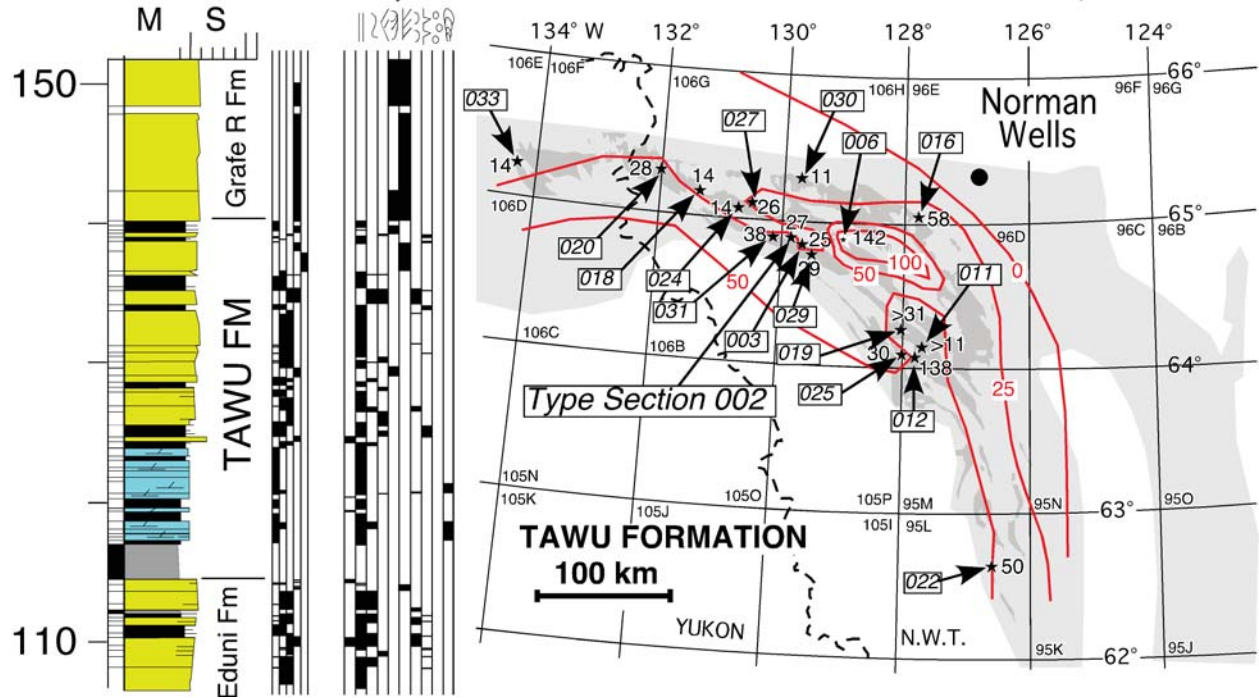 M S
150
110
Grafe R Fm
TAWU FM
Eduni Fm
134° W 132° 130° 128° 126° 124°
106E 106F
106G
106H 96E
96F 96G
66°
Norman
Wells
033
027
030
006
016
14
28
14
11
58
106D
14 26
65°
96D
96C 96B
38
27
25
142
29
020
018
024
031
003
029
50
50
100
0
011
>31
>11
019
30
138
64°
106C
106B
025
012
25
Type Section 002
105N
105K
105O
105J
105P 95M
105I 95L
95N
95O
63°
TAWU FORMATION
100 km
022
50
YUKON
N.W.T.
95K
95J
62°